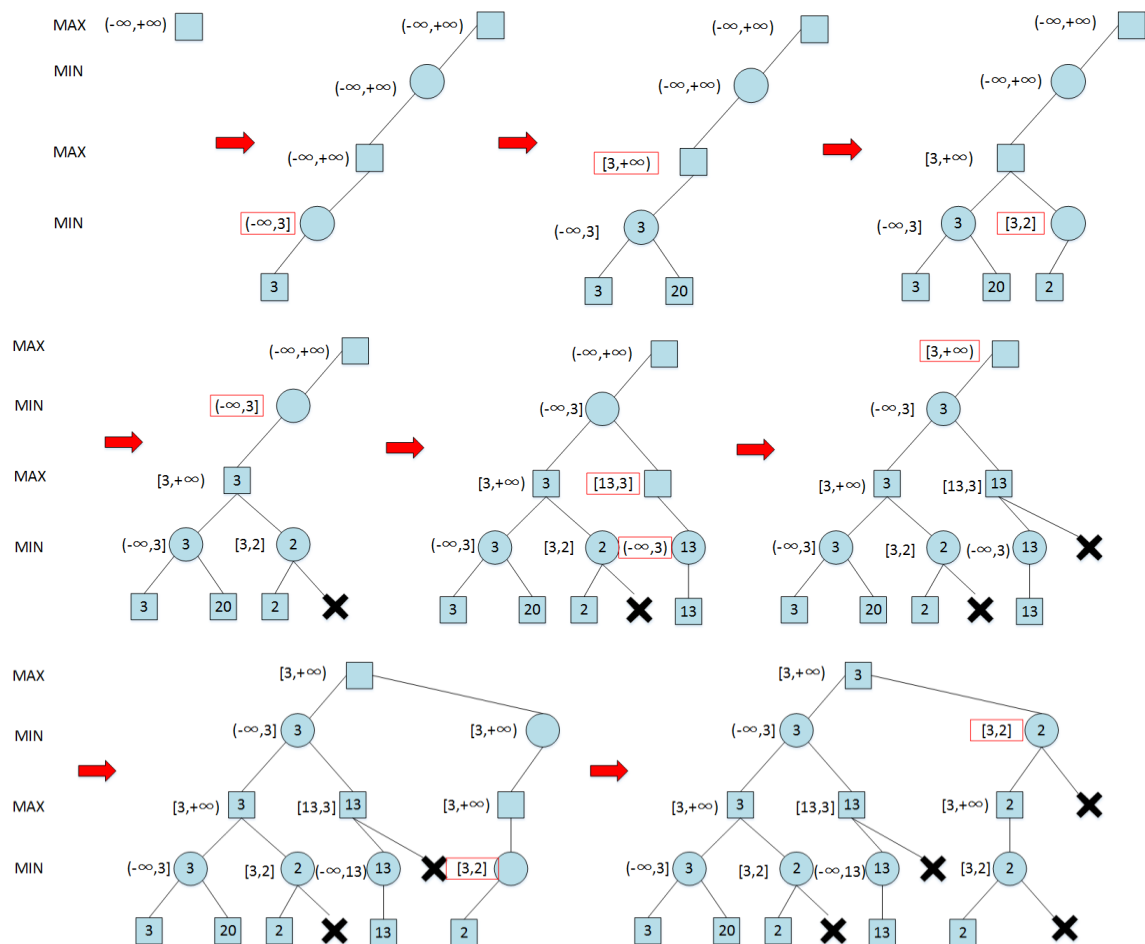 MAX (-∞,+∞) (-∞,+∞) (-∞,+∞) (-∞,+∞)
MIN (-∞,+∞) (-∞,+∞) (-∞,+∞)
MAX (-∞,+∞) [3,+∞) [3,+∞)
MIN (-∞,3] (-∞,3] 3 (-∞,3] 3 [3,2]
3 3 20 3 20 2
MAX (-∞,+∞) (-∞,+∞) [3,+∞)
MIN (-∞,3] (-∞,3] (-∞,3] 3
MAX [3,+∞) 3 [3,+∞) 3 [13,3] [3,+∞) 3 [13,3] 13
MIN (-∞,3] 3 [3,2] 2 (-∞,3] 3 [3,2] 2 (-∞,3) 13 (-∞,3] 3 [3,2] 2 (-∞,3) 13
3 20 2 3 20 2 13 3 20 2 13
MAX [3,+∞) [3,+∞) 3
MIN (-∞,3] 3 [3,+∞) (-∞,3] 3 [3,2] 2
MAX [3,+∞) 3 [13,3] 13 [3,+∞) [3,+∞) 3 [13,3] 13 [3,+∞) 2
MIN (-∞,3] 3 [3,2] 2 (-∞,13) 13 [3,2] (-∞,3] 3 [3,2] 2 (-∞,13) 13 [3,2] 2
3 20 2 13 2 3 20 2 13 2